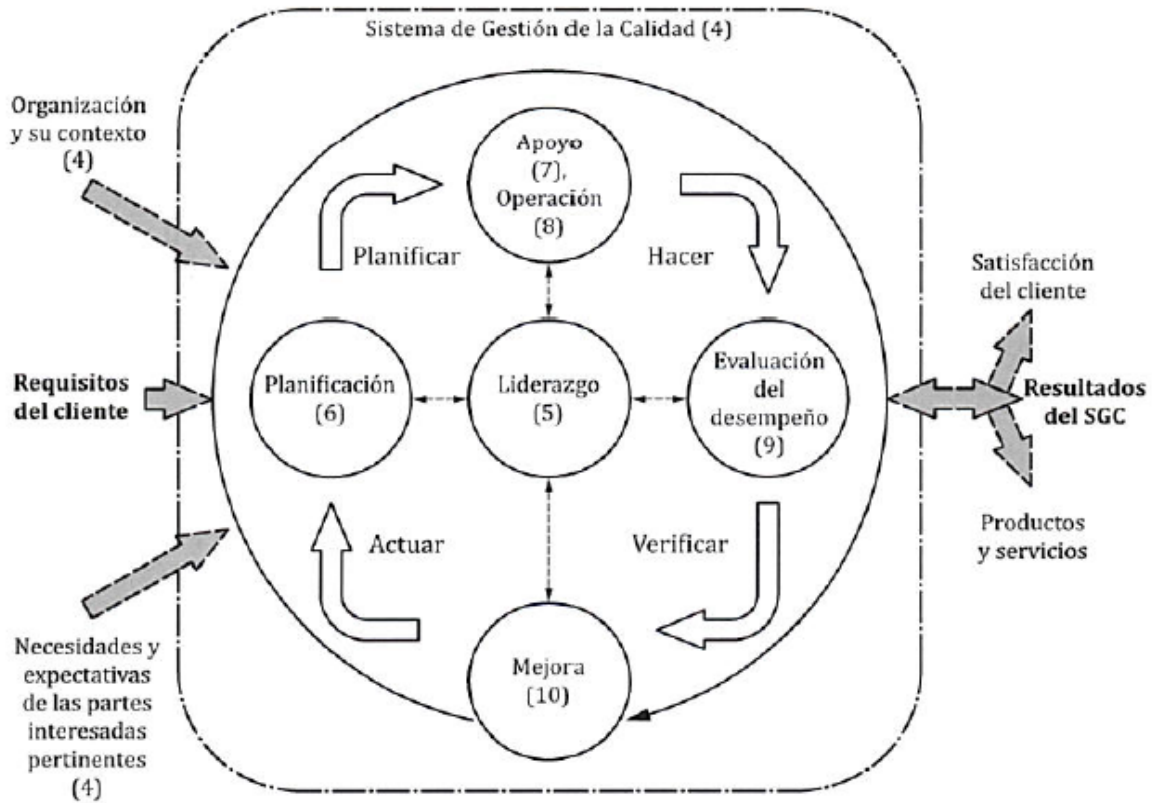 Sistema de Gestión de la Calidad (4)
Organización
y su contexto
(4)
Apoyo
(7),
Operación
(8)
Planificar
Hacer
Satisfacción
del cliente
Requisitos
del cliente
Planificación
(6)
Liderazgo
(5)
Evaluación
del
desempeño
(9)
Resultados
del SGC
Actuar
Verificar
Productos
y servicios
Necesidades y
expectativas
de las partes
interesadas
pertinentes
(4)
Mejora
(10)